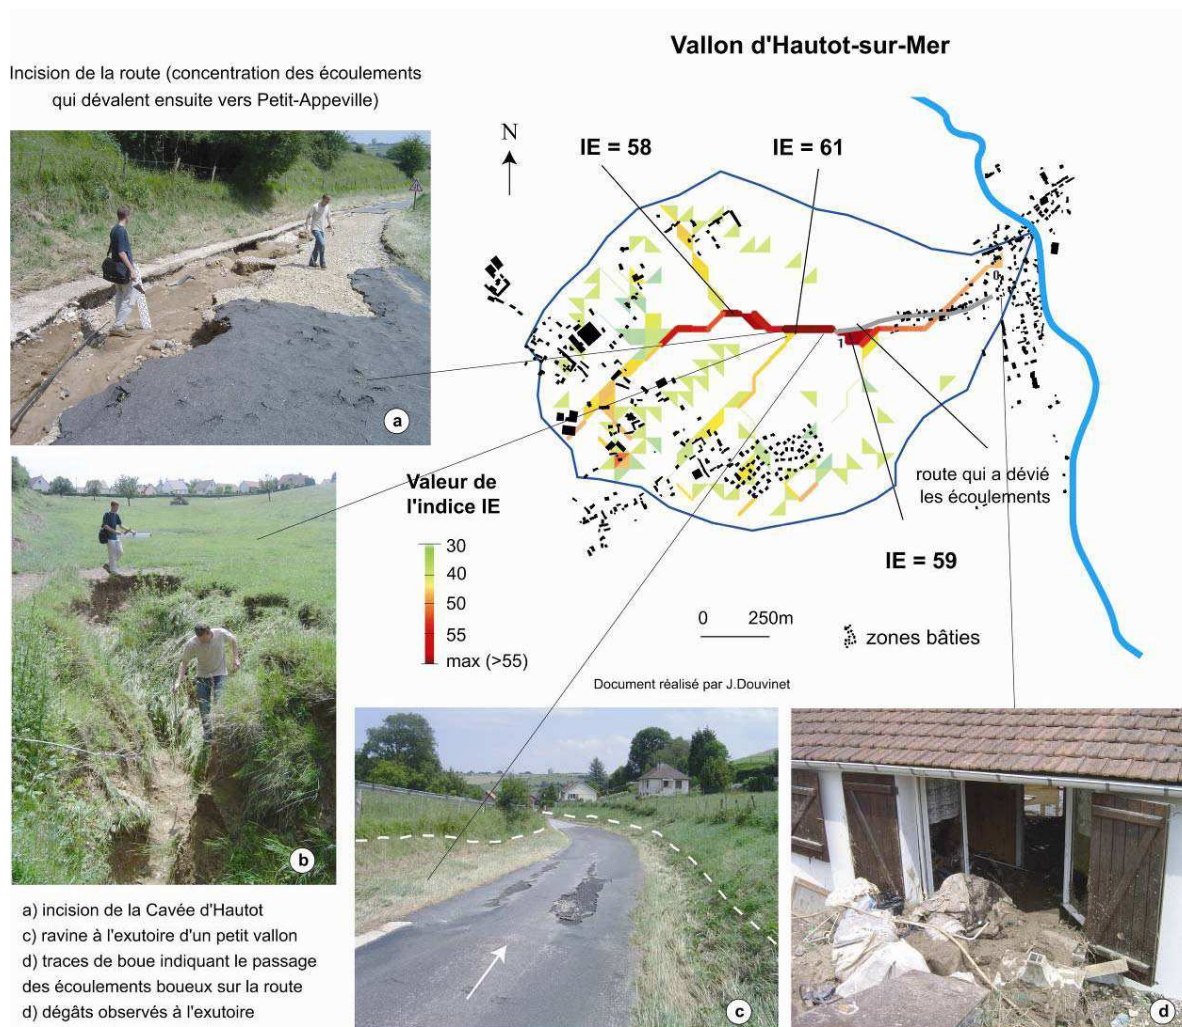 Vallon d'Hautot-sur-Mer
Incision de la route (concentration des écoulements
qui dévalent ensuite vers Petit-Appeville)
N
IE = 58
IE = 61
0
1
a
route qui a dévié
les écoulements
IE = 59
Valeur de
l'indice IE
30
40
50
55
max (>55)
0 250m
zones bâties
Document réalisé par J.Douvinet
b
c
d
a) incision de la Cavée d'Hautot
c) ravine à l'exutoire d'un petit vallon
d) traces de boue indiquant le passage
des écoulements boueux sur la route
d) dégâts observés à l'exutoire